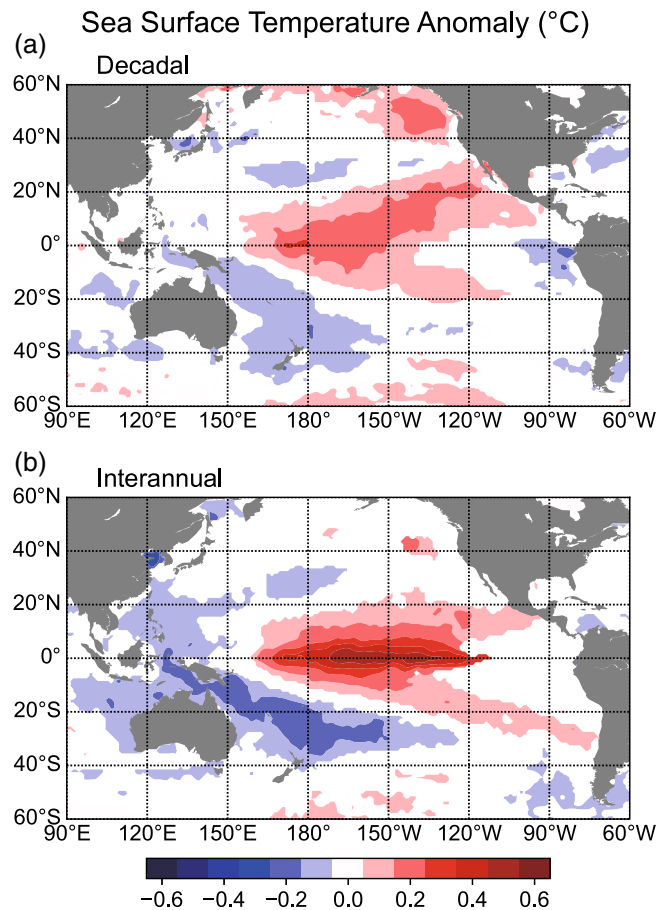 Sea Surface Temperature Anomaly (°C)
(a)
Decadal
60°N
40°N
20°N
0°
20°S
40°S
60°S
90°E 120°E 150°E 180° 150°W 120°W 90°W 60°W
(b)
Interannual
60°N
40°N
20°N
0°
20°S
40°S
60°S
90°E 120°E 150°E 180° 150°W 120°W 90°W 60°W
−0.6 −0.4 −0.2 0.0 0.2 0.4 0.6